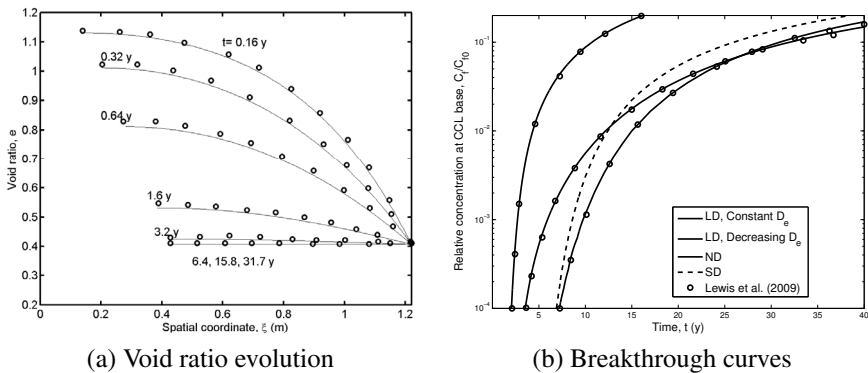 1.2
1.1
1
0.9
0.8
0.7
0.6
0.5
0.4
0.3
0.2
Void ratio, e
t= 0.16 y
0.32 y
0.64 y
1.6 y
3.2 y
6.4, 15.8, 31.7 y
0 0.2 0.4 0.6 0.8 1 1.2
Spatial coordinate, ξ (m)
(a) Void ratio evolution
10⁻¹
10⁻²
10⁻³
10⁻⁴
Relative concentration at CCL base, C_f/C_f0
LD, Constant D_e
LD, Decreasing D_e
ND
SD
Lewis et al. (2009)
5 10 15 20 25 30 35 40
Time, t (y)
(b) Breakthrough curves